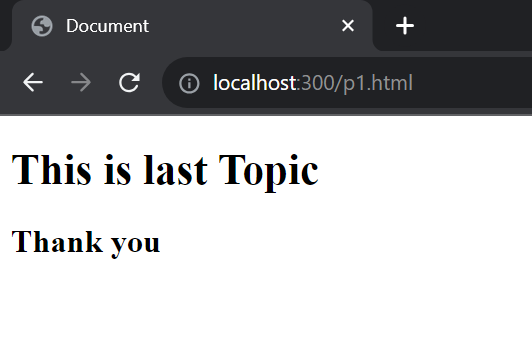 Document
localhost:300/p1.html
This is last Topic
Thank you